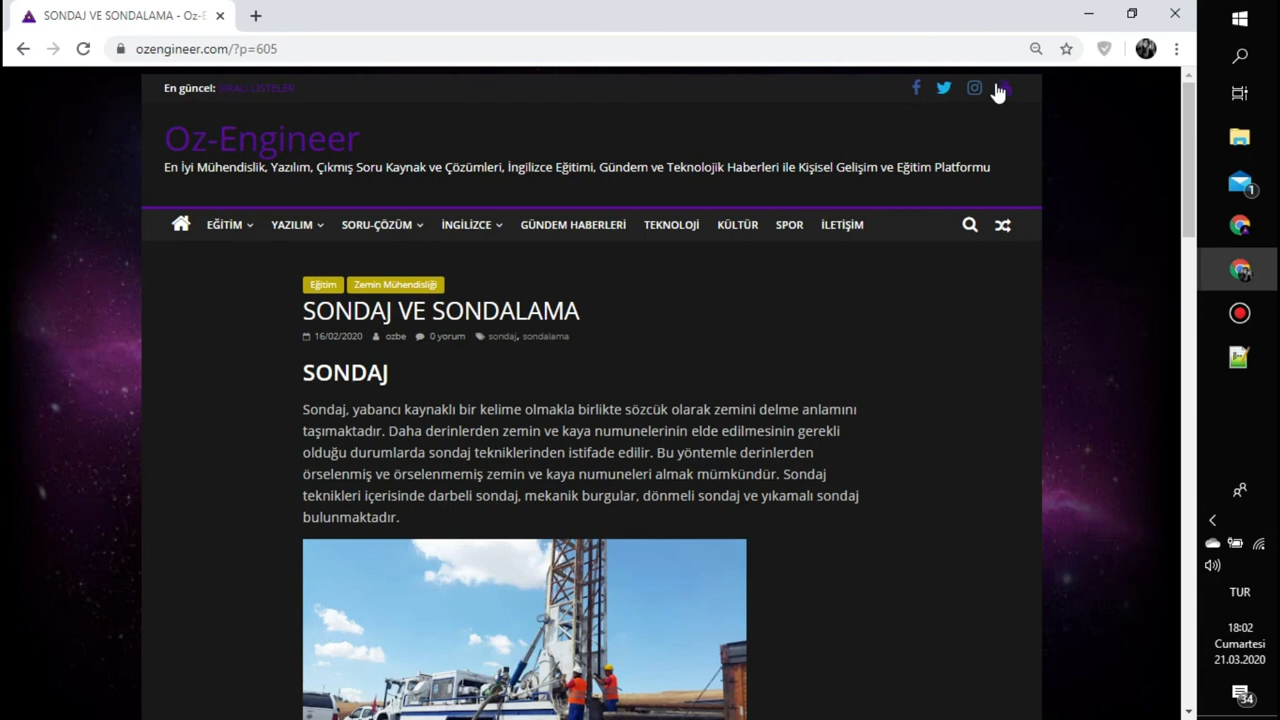 SONDAJ VE SONDALAMA - Oz-E
ozengineer.com/?p=605
En güncel: SIRALI LİSTELER
Oz-Engineer
En İyi Mühendislik, Yazılım, Çıkmış Soru Kaynak ve Çözümleri, İngilizce Eğitimi, Gündem ve Teknolojik Haberleri ile Kişisel Gelişim ve Eğitim Platformu
EĞİTİM YAZILIM SORU-ÇÖZÜM İNGİLİZCE GÜNDEM HABERLERİ TEKNOLOJİ KÜLTÜR SPOR İLETİŞİM
Eğitim Zemin Mühendisliği
SONDAJ VE SONDALAMA
16/02/2020 ozbe 0 yorum sondaj, sondalama
SONDAJ
Sondaj, yabancı kaynaklı bir kelime olmakla birlikte sözcük olarak zemini delme anlamını
taşımaktadır. Daha derinlerden zemin ve kaya numunelerinin elde edilmesinin gerekli
olduğu durumlarda sondaj tekniklerinden istifade edilir. Bu yöntemle derinlerden
örselenmiş ve örselenmemiş zemin ve kaya numuneleri almak mümkündür. Sondaj
teknikleri içerisinde darbeli sondaj, mekanik burgular, dönmeli sondaj ve yıkamalı sondaj
bulunmaktadır.
1
TUR
18:02
Cumartesi
21.03.2020
34